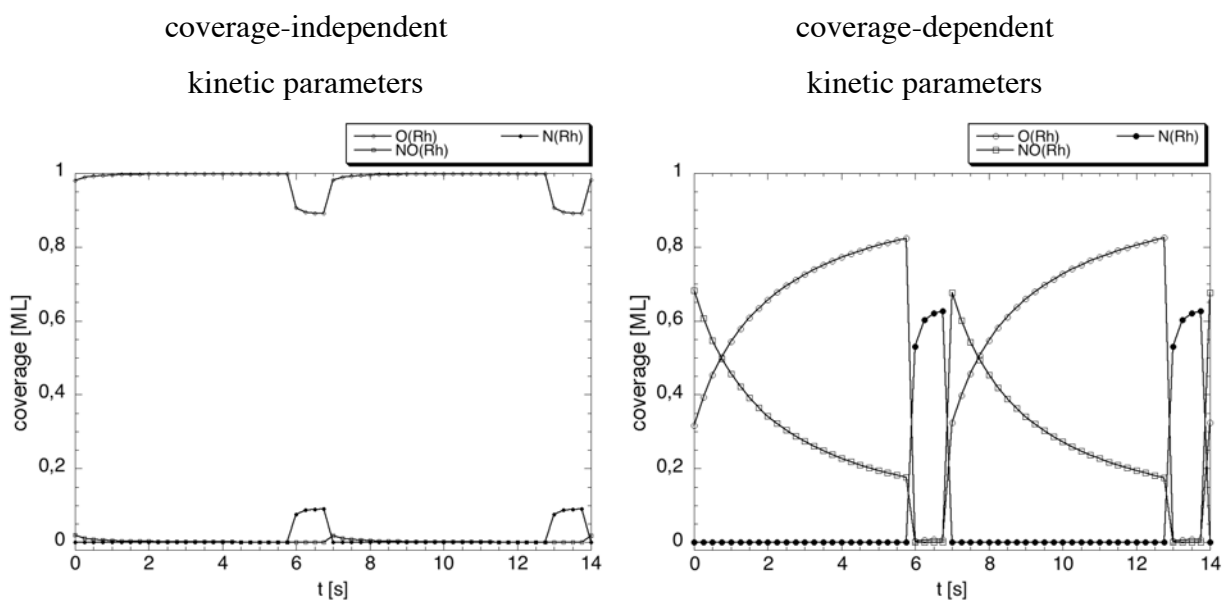 coverage-independent
kinetic parameters
O(Rh) N(Rh)
NO(Rh)
1
0,8
0,6
0,4
0,2
0
coverage [ML]
0 2 4 6 8 10 12 14
t [s]
coverage-dependent
kinetic parameters
O(Rh) N(Rh)
NO(Rh)
1
0,8
0,6
0,4
0,2
0
coverage [ML]
0 2 4 6 8 10 12 14
t [s]